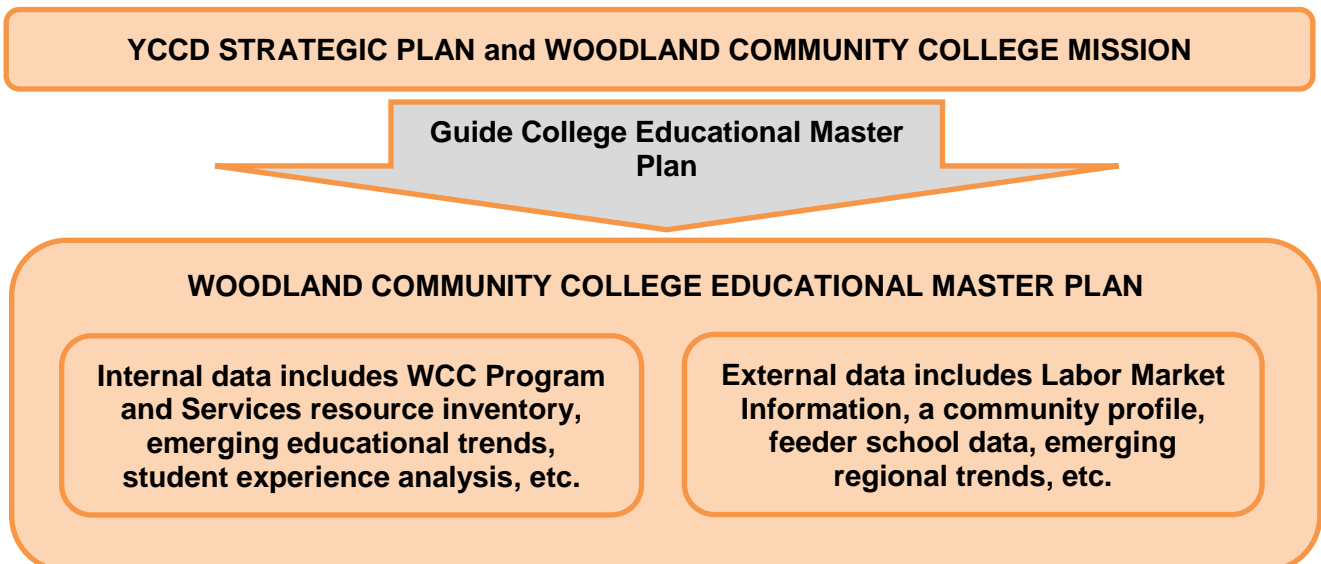 YCCD STRATEGIC PLAN and WOODLAND COMMUNITY COLLEGE MISSION
Guide College Educational Master
Plan
WOODLAND COMMUNITY COLLEGE EDUCATIONAL MASTER PLAN
Internal data includes WCC Program
and Services resource inventory,
emerging educational trends,
student experience analysis, etc.
External data includes Labor Market
Information, a community profile,
feeder school data, emerging
regional trends, etc.